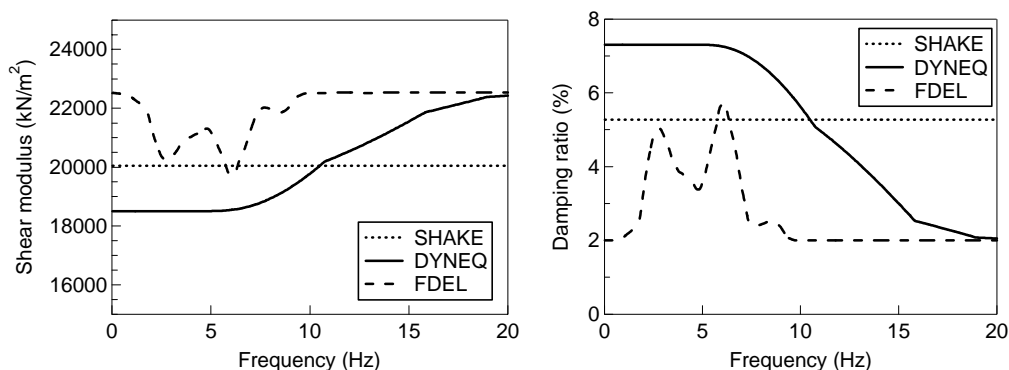 Shear modulus (kN/m²)
24000
22000
20000
18000
16000
SHAKE
DYNEQ
FDEL
0 5 10 15 20
Frequency (Hz)
Damping ratio (%)
8
6
4
2
0
SHAKE
DYNEQ
FDEL
0 5 10 15 20
Frequency (Hz)